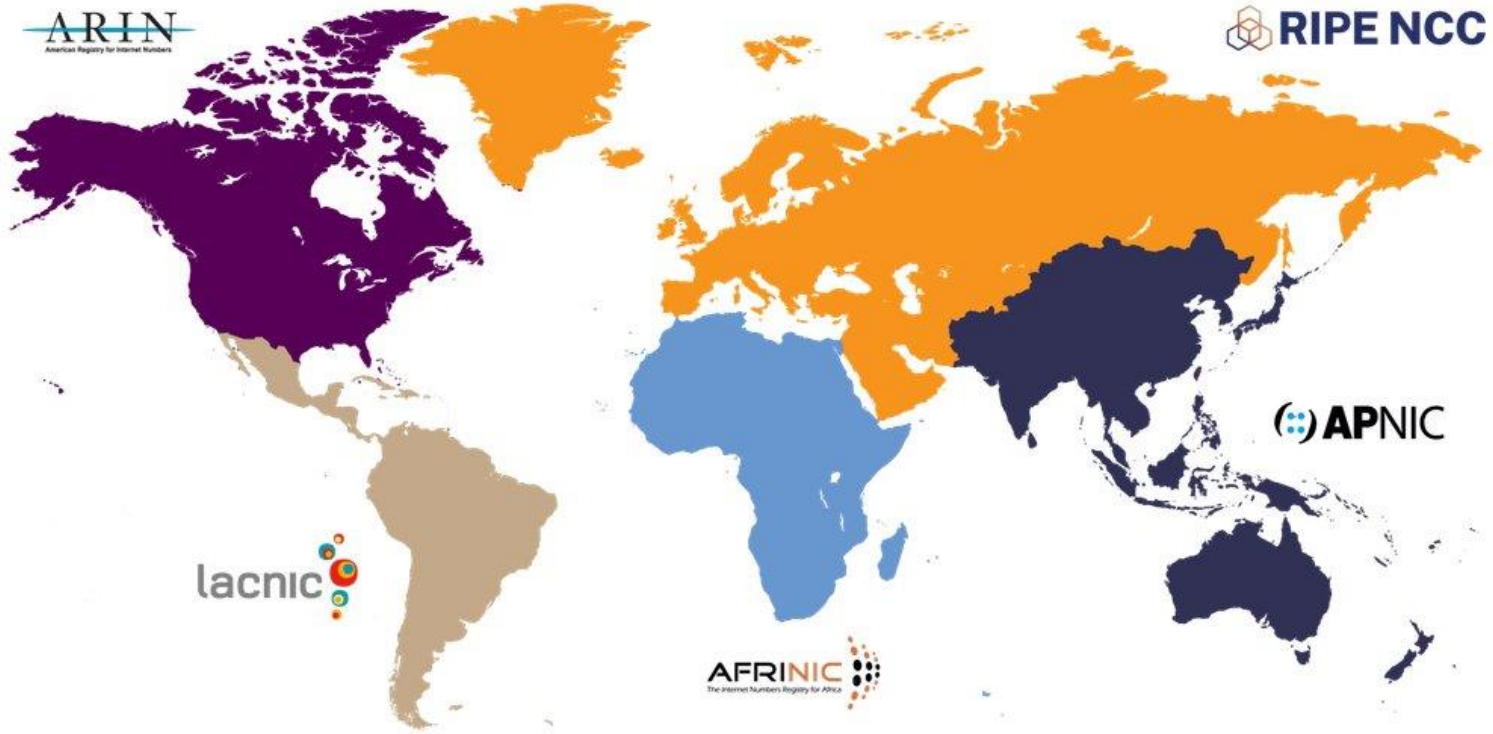 ARIN
American Registry for Internet Numbers
RIPE NCC
APNIC
lacnic
AFRINIC
The Internet Numbers Registry for Africa